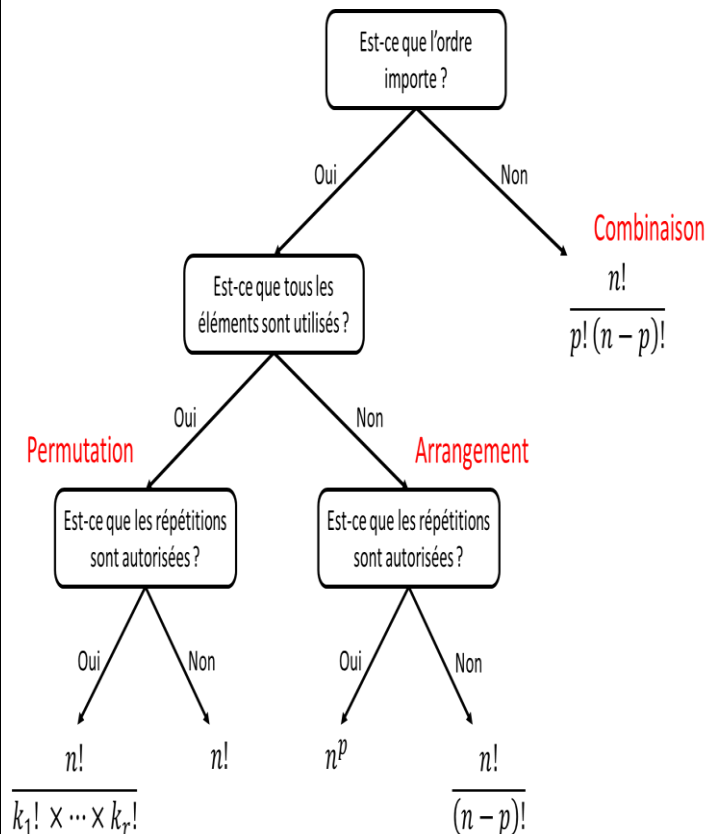 Est-ce que l'ordre
importe ?
Oui
Non
Combinaison
n!
p! (n − p)!
Est-ce que tous les
éléments sont utilisés ?
Oui
Non
Permutation
Arrangement
Est-ce que les répétitions
sont autorisées ?
Est-ce que les répétitions
sont autorisées ?
Oui
Non
Oui
Non
n!
k₁! × ⋯ × kᵣ!
n!
nᵖ
n!
(n − p)!